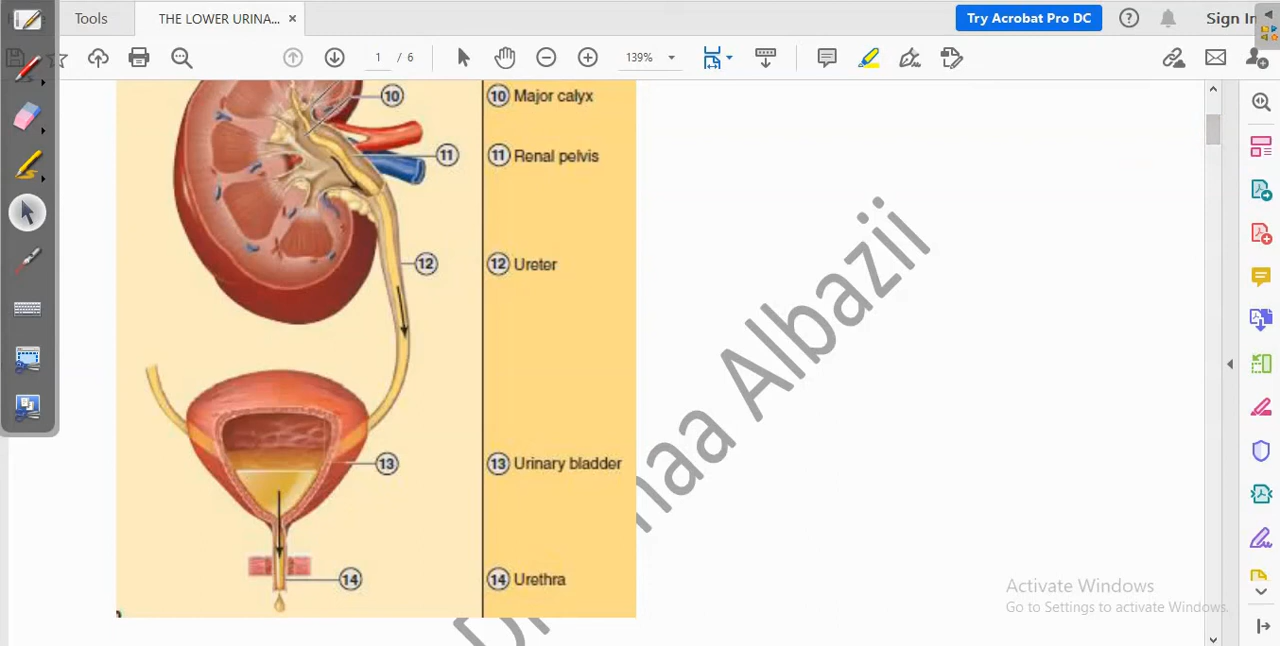 Tools
THE LOWER URINA...
Try Acrobat Pro DC
Sign In
1 / 6
139%
10
10 Major calyx
11
11 Renal pelvis
12
12 Ureter
13
13 Urinary bladder
14
14 Urethra
Albazii
Activate Windows
Go to Settings to activate Windows.